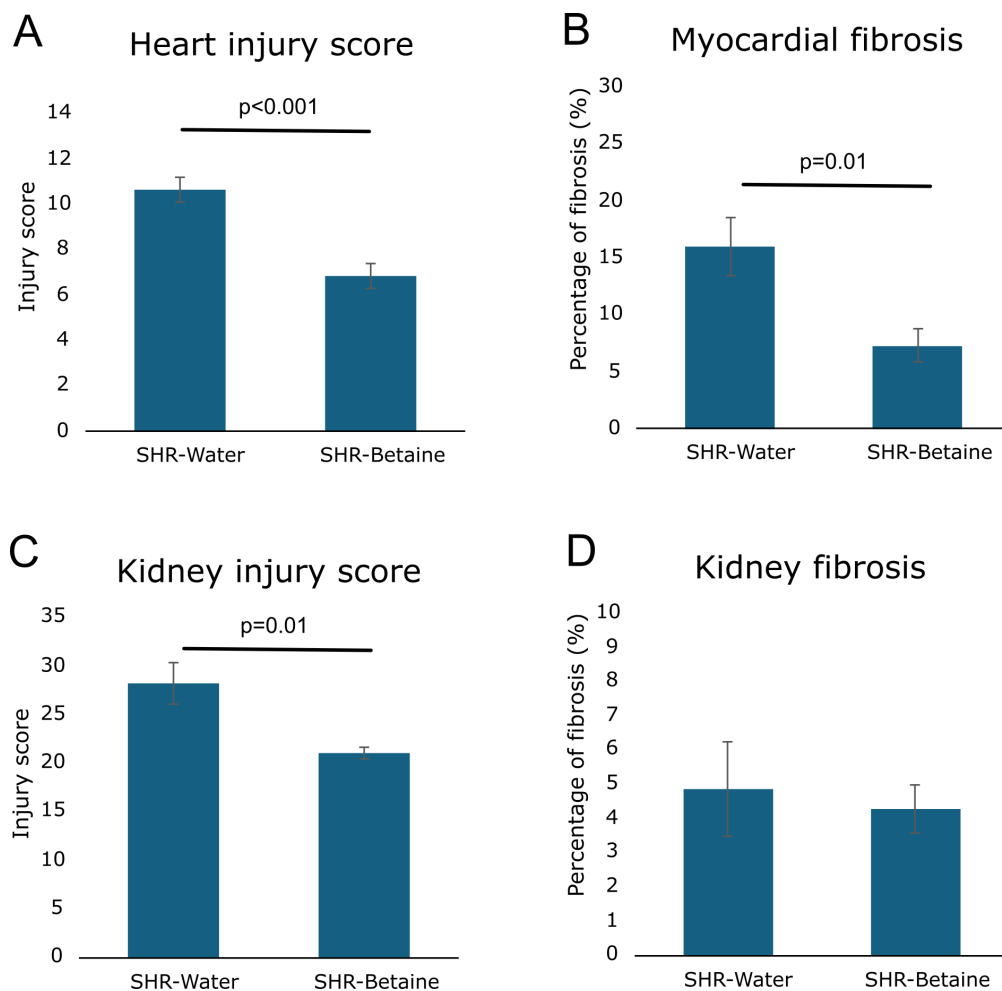 A
Heart injury score
p<0.001
Injury score
14
12
10
8
6
4
2
0
SHR-Water
SHR-Betaine
B
Myocardial fibrosis
p=0.01
Percentage of fibrosis (%)
30
25
20
15
10
5
0
SHR-Water
SHR-Betaine
C
Kidney injury score
p=0.01
Injury score
35
30
25
20
15
10
5
0
SHR-Water
SHR-Betaine
D
Kidney fibrosis
Percentage of fibrosis (%)
10
9
8
7
6
5
4
3
2
1
0
SHR-Water
SHR-Betaine